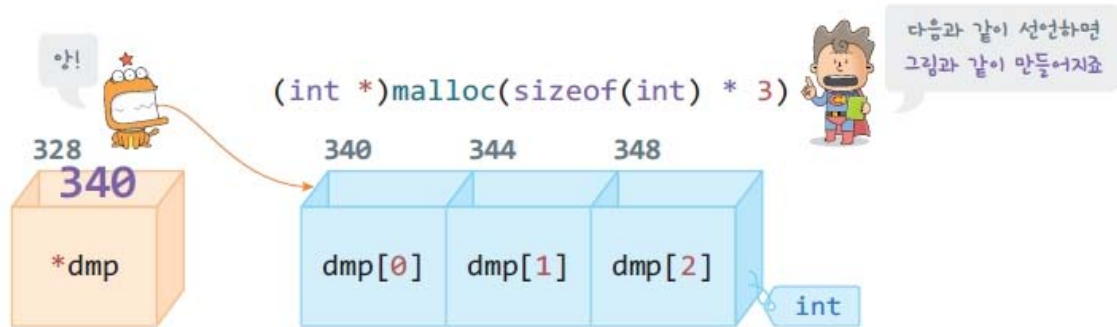 앙!
다음과 같이 선언하면
그림과 같이 만들어지죠
(int *)malloc(sizeof(int) * 3)
328
340
340 344 348
*dmp
dmp[0] dmp[1] dmp[2]
int